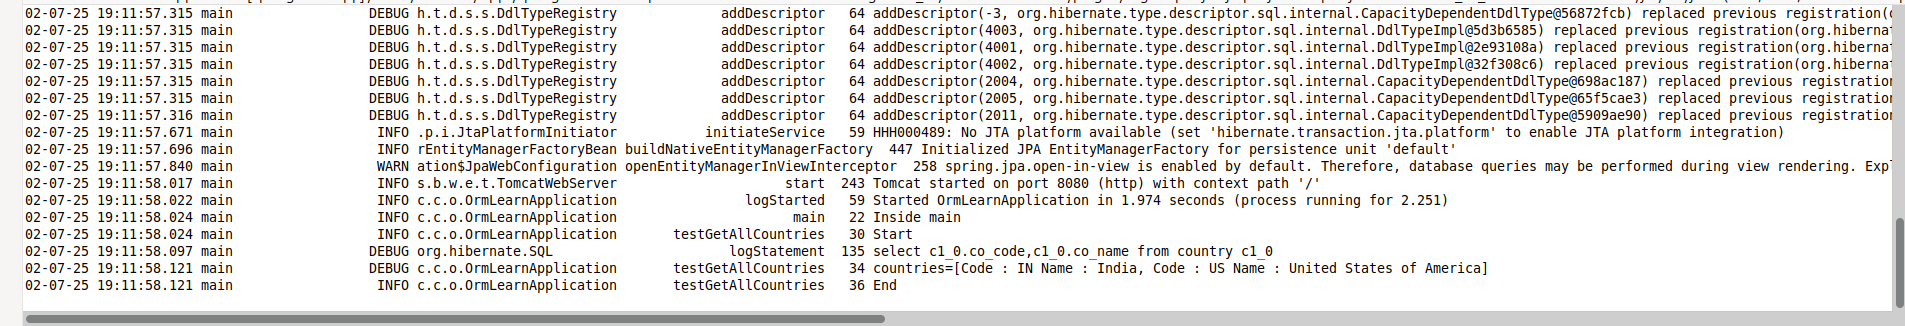 02-07-25 19:11:57.315 main DEBUG h.t.d.s.s.DdlTypeRegistry addDescriptor 64 addDescriptor(-3, org.hibernate.type.descriptor.sql.internal.CapacityDependentDdlType@56872fcb) replaced previous registration(
02-07-25 19:11:57.315 main DEBUG h.t.d.s.s.DdlTypeRegistry addDescriptor 64 addDescriptor(4003, org.hibernate.type.descriptor.sql.internal.DdlTypeImpl@5d3b6585) replaced previous registration(org.hiberna
02-07-25 19:11:57.315 main DEBUG h.t.d.s.s.DdlTypeRegistry addDescriptor 64 addDescriptor(4001, org.hibernate.type.descriptor.sql.internal.DdlTypeImpl@2e93108a) replaced previous registration(org.hiberna
02-07-25 19:11:57.315 main DEBUG h.t.d.s.s.DdlTypeRegistry addDescriptor 64 addDescriptor(4002, org.hibernate.type.descriptor.sql.internal.DdlTypeImpl@32f308c6) replaced previous registration(org.hiberna
02-07-25 19:11:57.315 main DEBUG h.t.d.s.s.DdlTypeRegistry addDescriptor 64 addDescriptor(2004, org.hibernate.type.descriptor.sql.internal.CapacityDependentDdlType@698ac187) replaced previous registration
02-07-25 19:11:57.315 main DEBUG h.t.d.s.s.DdlTypeRegistry addDescriptor 64 addDescriptor(2005, org.hibernate.type.descriptor.sql.internal.CapacityDependentDdlType@65f5cae3) replaced previous registration
02-07-25 19:11:57.316 main DEBUG h.t.d.s.s.DdlTypeRegistry addDescriptor 64 addDescriptor(2011, org.hibernate.type.descriptor.sql.internal.CapacityDependentDdlType@5909ae90) replaced previous registration
02-07-25 19:11:57.671 main INFO .p.i.JtaPlatformInitiator initiateService 59 HHH000489: No JTA platform available (set 'hibernate.transaction.jta.platform' to enable JTA platform integration)
02-07-25 19:11:57.696 main INFO rEntityManagerFactoryBean buildNativeEntityManagerFactory 447 Initialized JPA EntityManagerFactory for persistence unit 'default'
02-07-25 19:11:57.840 main WARN ation$JpaWebConfiguration openEntityManagerInViewInterceptor 258 spring.jpa.open-in-view is enabled by default. Therefore, database queries may be performed during view rendering. Expl
02-07-25 19:11:58.017 main INFO s.b.w.e.t.TomcatWebServer start 243 Tomcat started on port 8080 (http) with context path '/'
02-07-25 19:11:58.022 main INFO c.c.o.OrmLearnApplication logStarted 59 Started OrmLearnApplication in 1.974 seconds (process running for 2.251)
02-07-25 19:11:58.024 main INFO c.c.o.OrmLearnApplication main 22 Inside main
02-07-25 19:11:58.024 main INFO c.c.o.OrmLearnApplication testGetAllCountries 30 Start
02-07-25 19:11:58.097 main DEBUG org.hibernate.SQL logStatement 135 select c1_0.co_code,c1_0.co_name from country c1_0
02-07-25 19:11:58.121 main DEBUG c.c.o.OrmLearnApplication testGetAllCountries 34 countries=[Code : IN Name : India, Code : US Name : United States of America]
02-07-25 19:11:58.121 main INFO c.c.o.OrmLearnApplication testGetAllCountries 36 End